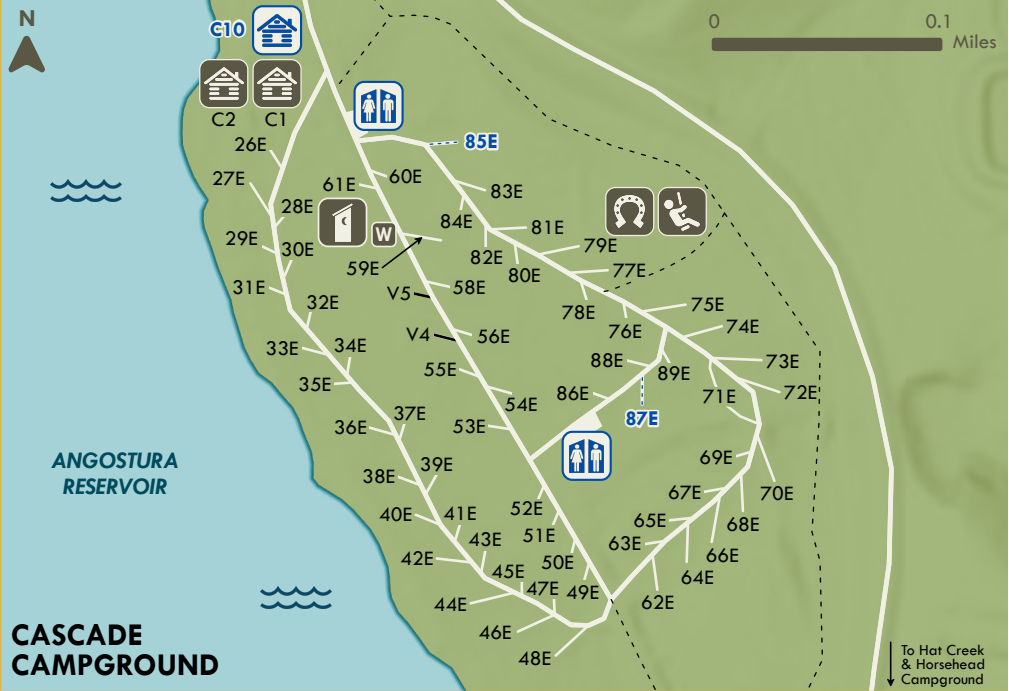 N
C10
0 0.1
Miles
C2 C1
26E
85E
27E
61E
60E
83E
28E
84E
81E
W
29E
30E
82E
79E
59E
80E
77E
31E
V5
58E
32E
78E
75E
76E
74E
V4
56E
33E
34E
88E
89E
73E
55E
35E
86E
71E
72E
54E
37E
87E
36E
53E
ANGOSTURA
RESERVOIR
39E
69E
38E
67E
70E
52E
40E
41E
65E
68E
43E
51E
63E
66E
42E
45E
50E
64E
47E
49E
44E
62E
46E
48E
CASCADE
CAMPGROUND
To Hat Creek
& Horsehead
Campground